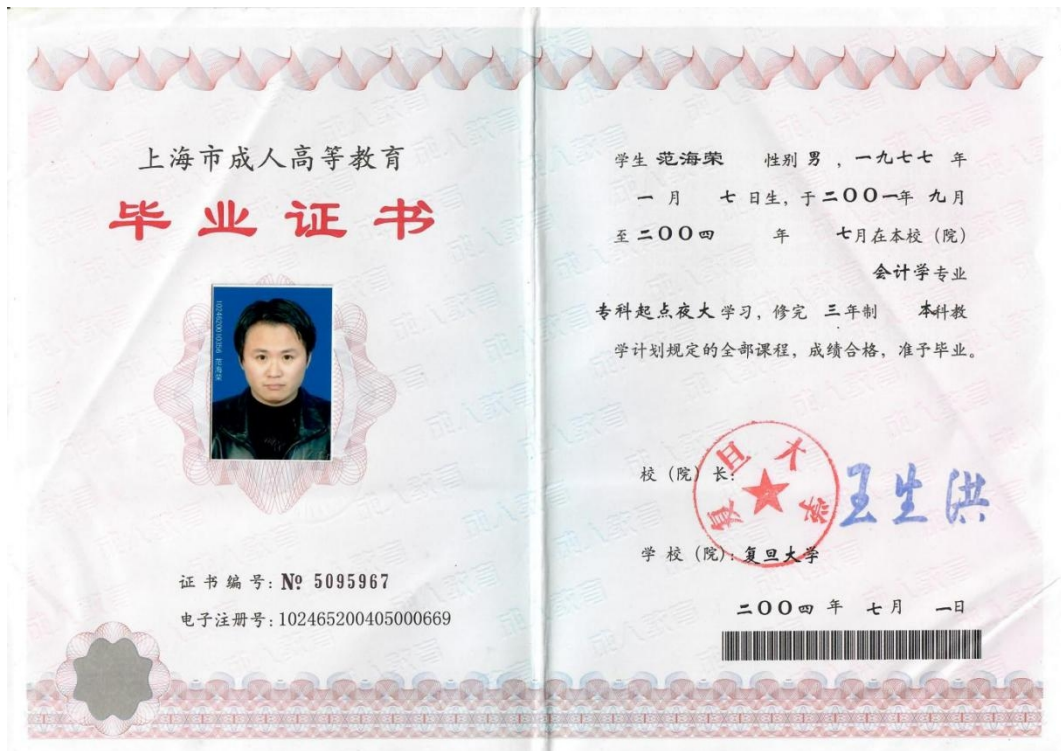 上海市成人高等教育
毕业证书
证书编号: № 5095967
电子注册号: 102465200405000669
学生 范海荣 性别 男 ，一九七七 年
一 月 七 日生，于二〇〇一年 九月
至二〇〇四 年 七月在本校（院）
会计学专业
专科起点夜大学习，修完 三年制 本科教
学计划规定的全部课程，成绩合格，准予毕业。
校（院）长：
王生洪
复旦大学
学校（院）：复旦大学
二〇〇四 年 七月 一日